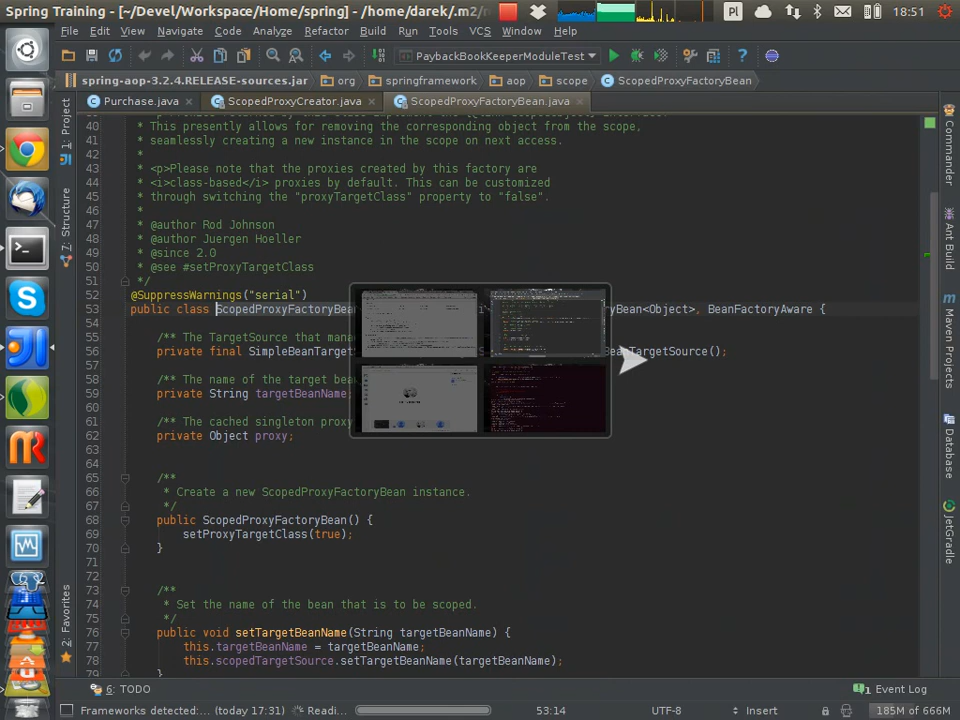 Spring Training - [~/Devel/Workspace/Home/spring] - /home/darek/.m2/ Pl 18:51
File Edit View Navigate Code Analyze Refactor Build Run Tools VCS Window Help
PaybackBookKeeperModuleTest
spring-aop-3.2.4.RELEASE-sources.jar org springframework aop scope ScopedProxyFactoryBean
Purchase.java ScopedProxyCreator.java ScopedProxyFactoryBean.java
1: Project
7: Structure
2: Favorites
40 * This presently allows for removing the corresponding object from the scope,
41 * seamlessly creating a new instance in the scope on next access.
42 *
43 * <p>Please note that the proxies created by this factory are
44 * <i>class-based</i> proxies by default. This can be customized
45 * through switching the "proxyTargetClass" property to "false".
46 *
47 * @author Rod Johnson
48 * @author Juergen Hoeller
49 * @since 2.0
50 * @see #setProxyTargetClass
51 */
52 @SuppressWarnings("serial")
53 public class ScopedProxyFactoryBea ryBean<Object>, BeanFactoryAware {
54
55 /** The TargetSource that mana
56 private final SimpleBeanTarget eanTargetSource();
57
58 /** The name of the target bea
59 private String targetBeanName;
60
61 /** The cached singleton proxy
62 private Object proxy;
63
64
65 /**
66 * Create a new ScopedProxyFactoryBean instance.
67 */
68 public ScopedProxyFactoryBean() {
69 setProxyTargetClass(true);
70 }
71
72
73 /**
74 * Set the name of the bean that is to be scoped.
75 */
76 public void setTargetBeanName(String targetBeanName) {
77 this.targetBeanName = targetBeanName;
78 this.scopedTargetSource.setTargetBeanName(targetBeanName);
79 }
Commander
Ant Build
Maven Projects
Database
JetGradle
6: TODO 1 Event Log
Frameworks detected:... (today 17:31) Readi... 53:14 UTF-8 Insert 185M of 666M